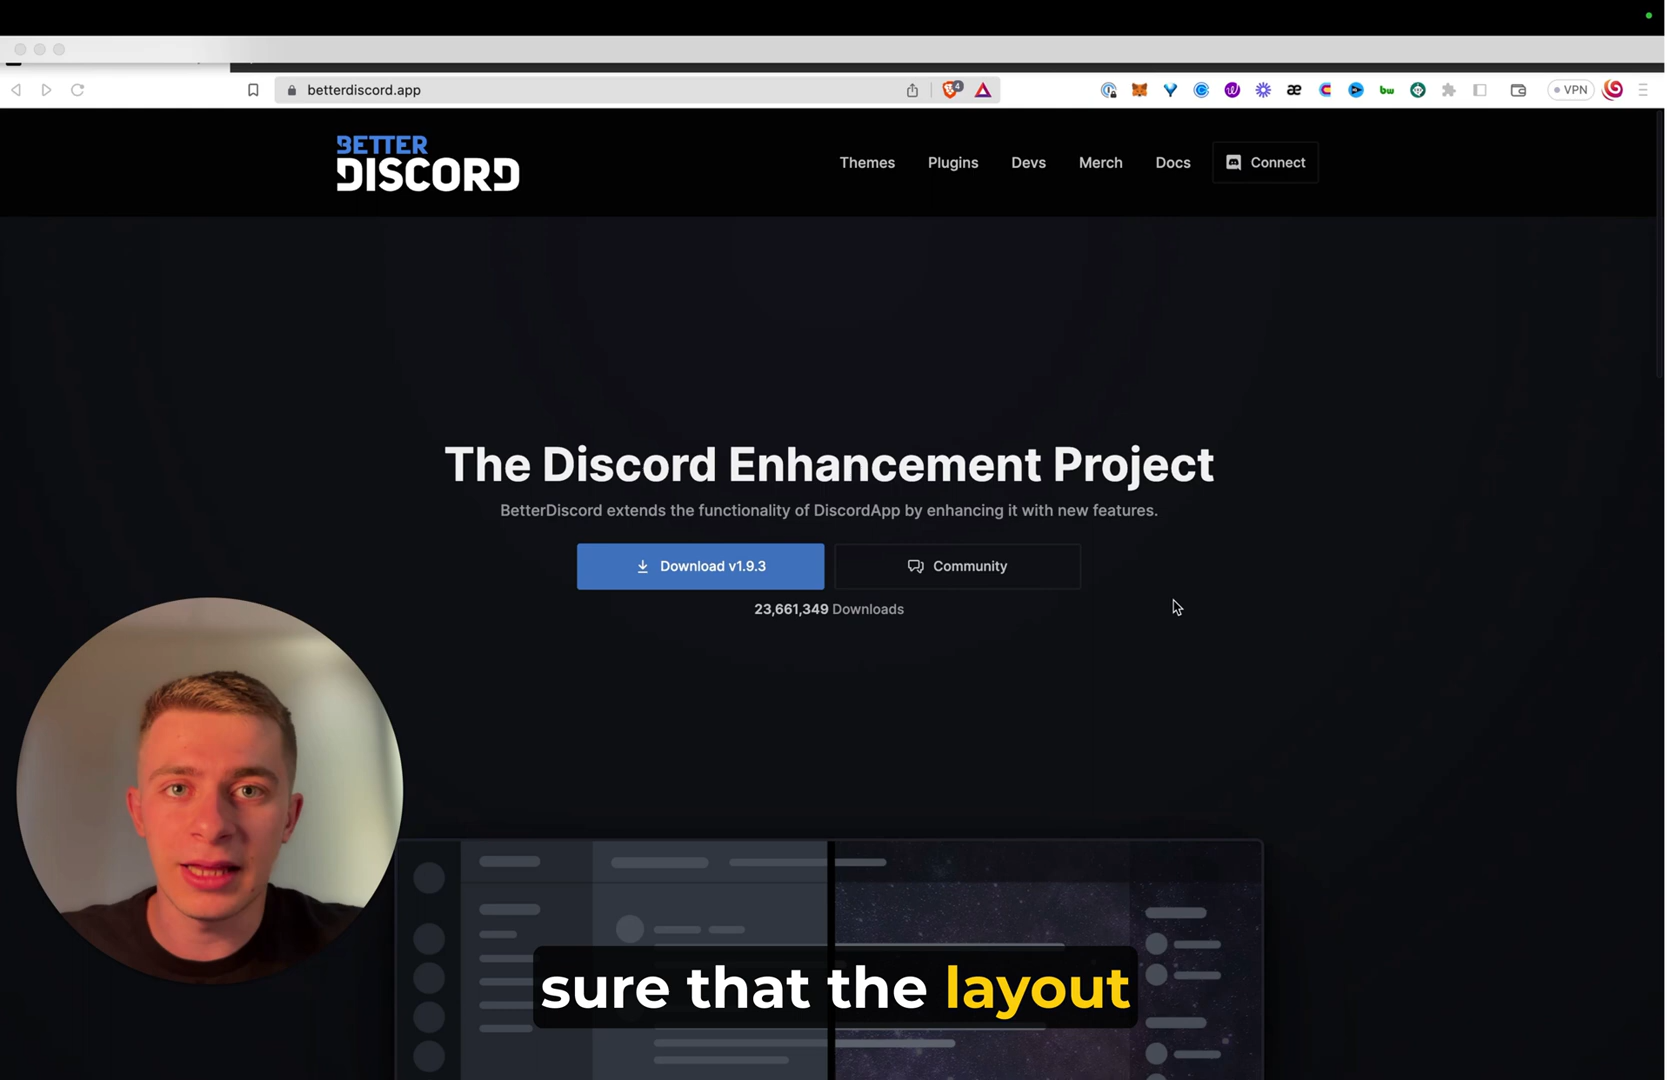 betterdiscord.app
4
æ
bw
VPN
BETTER
DISCORD
Themes
Plugins
Devs
Merch
Docs
Connect
The Discord Enhancement Project
BetterDiscord extends the functionality of DiscordApp by enhancing it with new features.
Download v1.9.3
Community
23,661,349 Downloads
sure that the layout